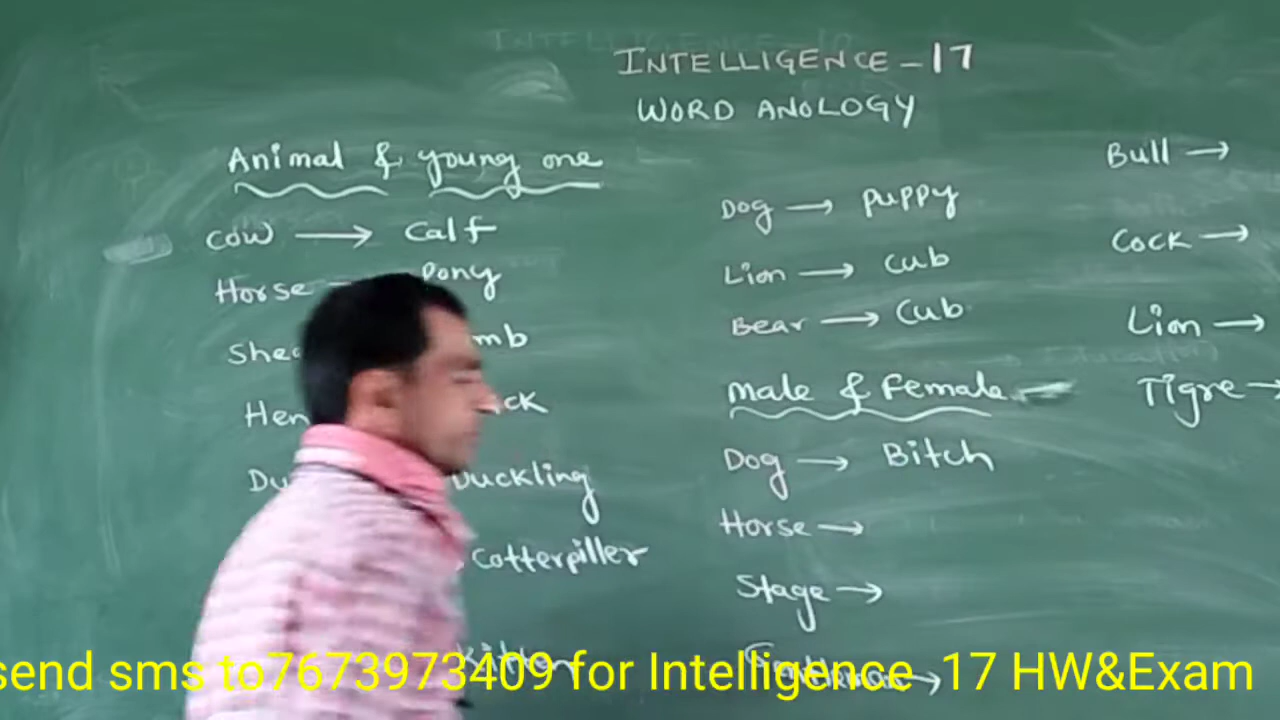 INTELLIGENCE - 17
WORD ANOLOGY
Animal & young one
Cow → Calf
Horse Pony
Hen
Duckling
Cotterpiller
Kitten
Dog → Puppy
Lion → Cub
Bear → Cub
Male & Female
Dog → Bitch
Horse →
Stage →
→
Bull →
Cock →
Lion →
Tigre →
send sms to7673973409 for Intelligence 17 HW&Exam